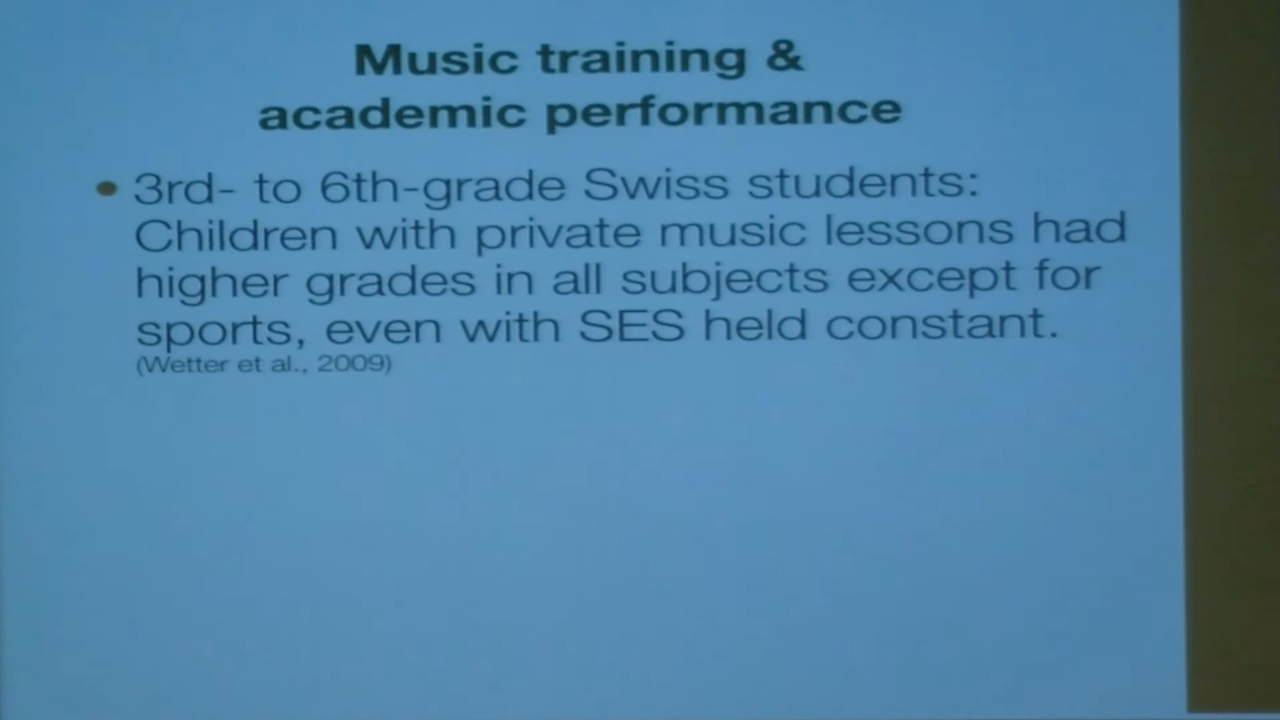 Music training &
academic performance
• 3rd- to 6th-grade Swiss students:
Children with private music lessons had
higher grades in all subjects except for
sports, even with SES held constant.
(Wetter et al., 2009)